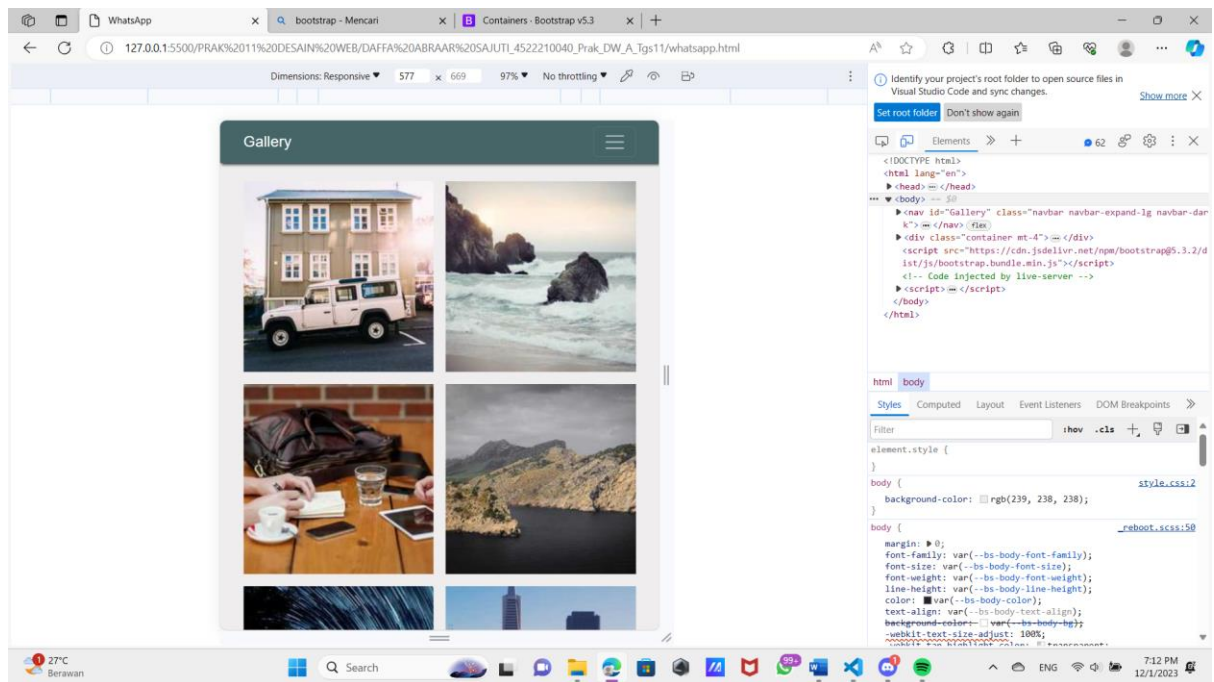 WhatsApp
bootstrap - Mencari
Containers - Bootstrap v5.3
127.0.0.1:5500/PRAK%2011%20DESAIN%20WEB/DAFFA%20ABRAAR%20SAJUTI_4522210040_Prak_DW_A_Tgs11/whatsapp.html
Dimensions: Responsive 577 x 669 97% No throttling
Identify your project's root folder to open source files in
Visual Studio Code and sync changes.
Show more
Set root folder Don't show again
Gallery
Elements 62
<!DOCTYPE html>
<html lang="en">
<head> </head>
<body> == $0
<nav id="Gallery" class="navbar navbar-expand-lg navbar-dar
k"> </nav> flex
<div class="container mt-4"> </div>
<script src="https://cdn.jsdelivr.net/npm/bootstrap@5.3.2/d
ist/js/bootstrap.bundle.min.js"></script>
<!-- Code injected by live-server -->
<script> </script>
</body>
</html>
html body
Styles Computed Layout Event Listeners DOM Breakpoints
Filter :hov .cls
element.style {
}
body { style.css:2
background-color: rgb(239, 238, 238);
}
body { _reboot.scss:50
margin: 0;
font-family: var(--bs-body-font-family);
font-size: var(--bs-body-font-size);
font-weight: var(--bs-body-font-weight);
line-height: var(--bs-body-line-height);
color: var(--bs-body-color);
text-align: var(--bs-body-text-align);
background-color: var(--bs-body-bg);
-webkit-text-size-adjust: 100%;
1 27°C
Berawan
Search
99+
ENG
7:12 PM
12/1/2023